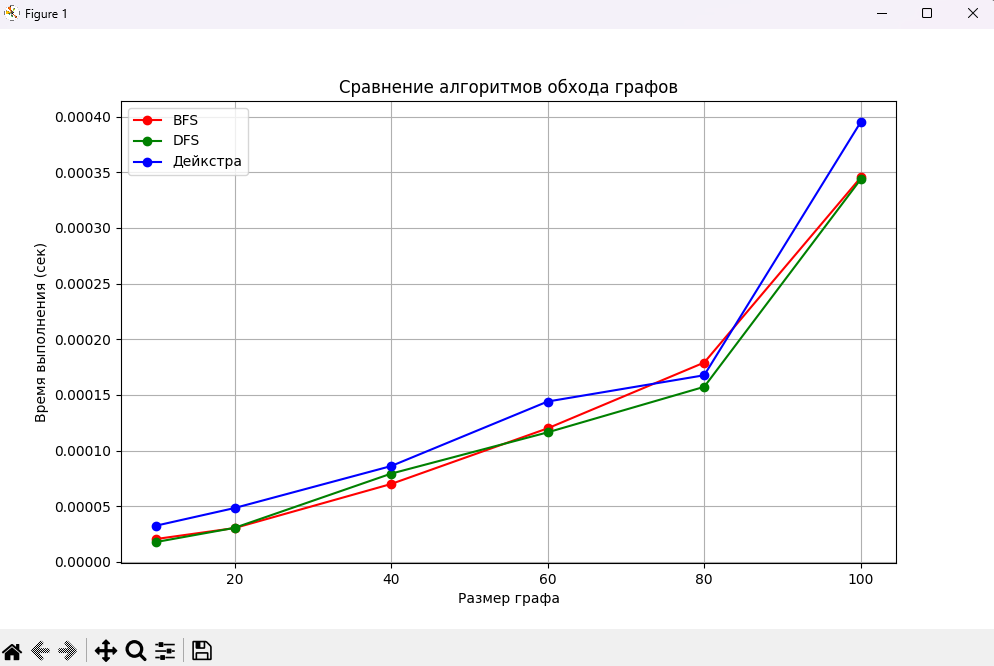 Figure 1
Сравнение алгоритмов обхода графов
BFS
DFS
Дейкстра
Время выполнения (сек)
0.00040
0.00035
0.00030
0.00025
0.00020
0.00015
0.00010
0.00005
0.00000
20 40 60 80 100
Размер графа